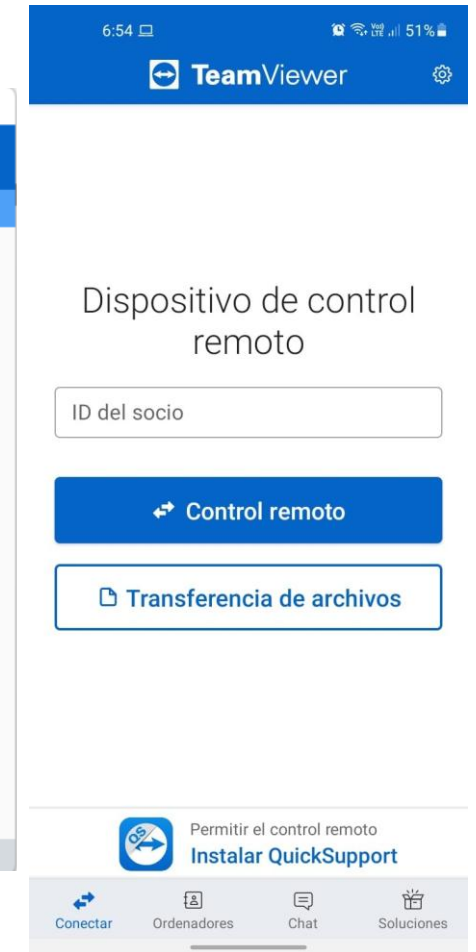 6:54
51%
TeamViewer
Dispositivo de control
remoto
ID del socio
Control remoto
Transferencia de archivos
QS
Permitir el control remoto
Instalar QuickSupport
Conectar Ordenadores Chat Soluciones